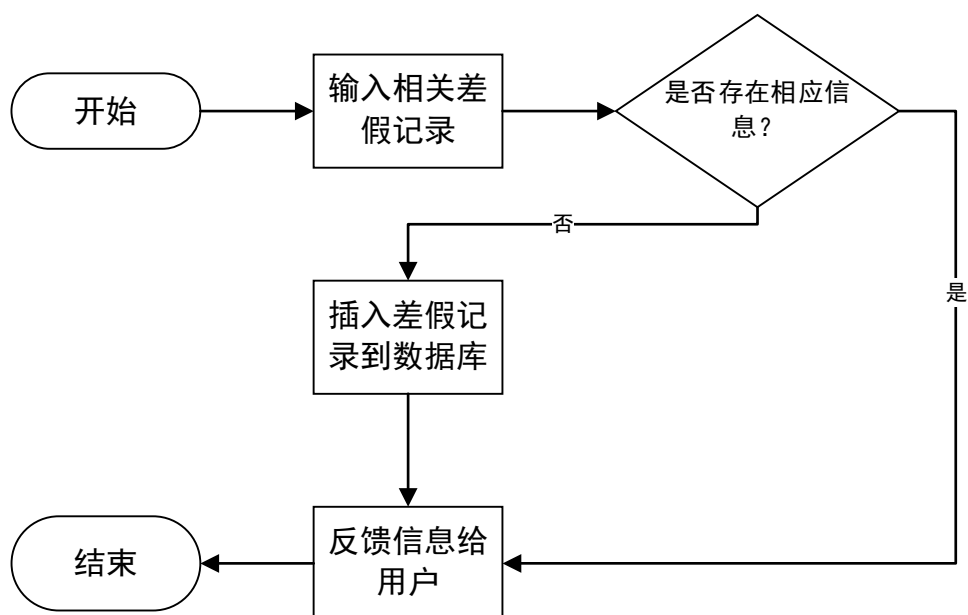 开始
输入相关差
假记录
是否存在相应信
息?
否
是
插入差假记
录到数据库
反馈信息给
用户
结束